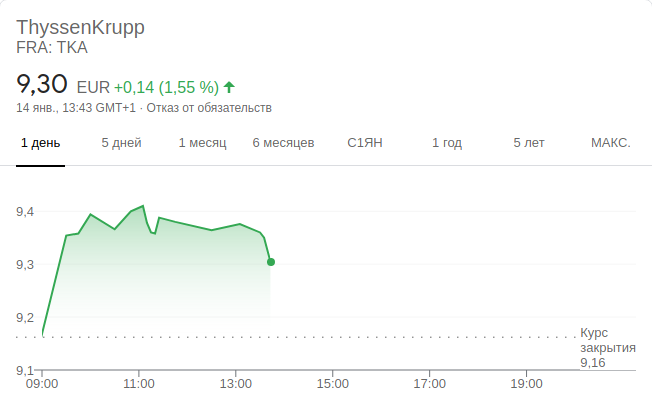 ThyssenKrupp
FRA: TKA
9,30 EUR +0,14 (1,55 %)
14 янв., 13:43 GMT+1 · Отказ от обязательств
1 день 5 дней 1 месяц 6 месяцев С1ЯН 1 год 5 лет МАКС.
9,4
9,3
9,2
Курс
закрытия
9,16
9,1
09:00 11:00 13:00 15:00 17:00 19:00